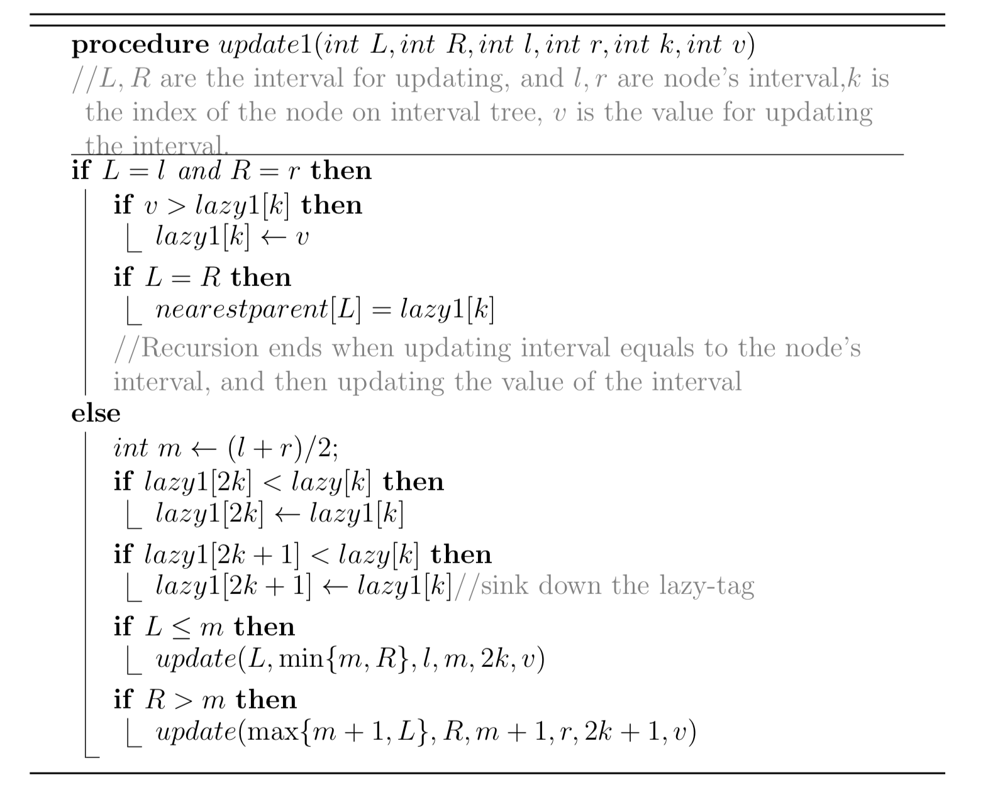 procedure update1(int L, int R, int l, int r, int k, int v)
//L, R are the interval for updating, and l, r are node's interval,k is
the index of the node on interval tree, v is the value for updating
the interval.
if L = l and R = r then
if v > lazy1[k] then
lazy1[k] ← v
if L = R then
nearestparent[L] = lazy1[k]
//Recursion ends when updating interval equals to the node's
interval, and then updating the value of the interval
else
int m ← (l + r)/2;
if lazy1[2k] < lazy[k] then
lazy1[2k] ← lazy1[k]
if lazy1[2k + 1] < lazy[k] then
lazy1[2k + 1] ← lazy1[k]//sink down the lazy-tag
if L ≤ m then
update(L, min{m, R}, l, m, 2k, v)
if R > m then
update(max{m + 1, L}, R, m + 1, r, 2k + 1, v)